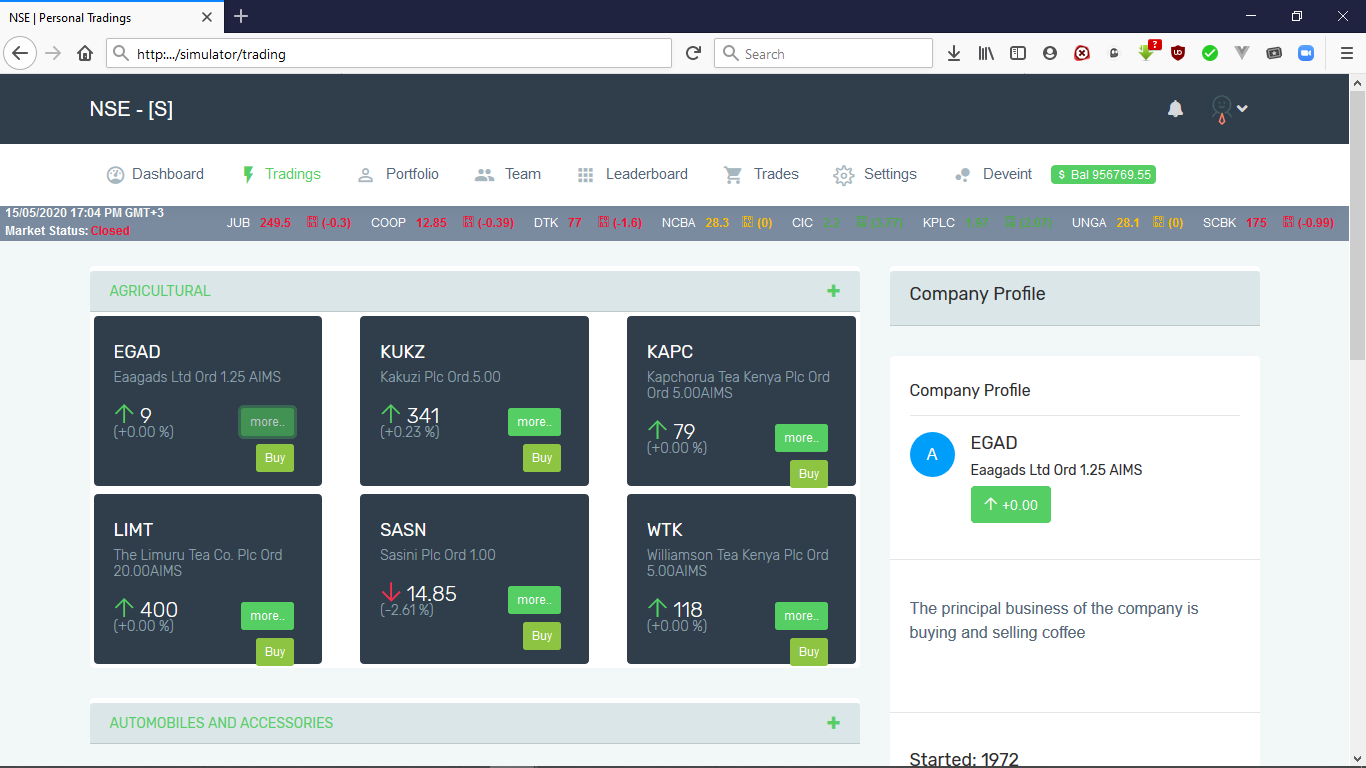 NSE | Personal Tradings
http:.../simulator/trading
Search
?
NSE - [S]
Dashboard
Tradings
Portfolio
Team
Leaderboard
Trades
Settings
Deveint
$ Bal 956769.55
15/05/2020 17:04 PM GMT+3
Market Status: Closed
JUB 249.5 (-0.3) COOP 12.85 (-0.39) DTK 77 (-1.6) NCBA 28.3 (0) CIC 2.2 (3.77) KPLC 1.97 (2.07) UNGA 28.1 (0) SCBK 175 (-0.99)
AGRICULTURAL
EGAD
Eaagads Ltd Ord 1.25 AIMS
9
(+0.00 %)
more..
Buy
KUKZ
Kakuzi Plc Ord.5.00
341
(+0.23 %)
more..
Buy
KAPC
Kapchorua Tea Kenya Plc Ord
Ord 5.00AIMS
79
(+0.00 %)
more..
Buy
LIMT
The Limuru Tea Co. Plc Ord
20.00AIMS
400
(+0.00 %)
more..
Buy
SASN
Sasini Plc Ord 1.00
14.85
(-2.61 %)
more..
Buy
WTK
Williamson Tea Kenya Plc Ord
5.00AIMS
118
(+0.00 %)
more..
Buy
AUTOMOBILES AND ACCESSORIES
Company Profile
Company Profile
A
EGAD
Eaagads Ltd Ord 1.25 AIMS
+0.00
The principal business of the company is
buying and selling coffee
Started: 1972